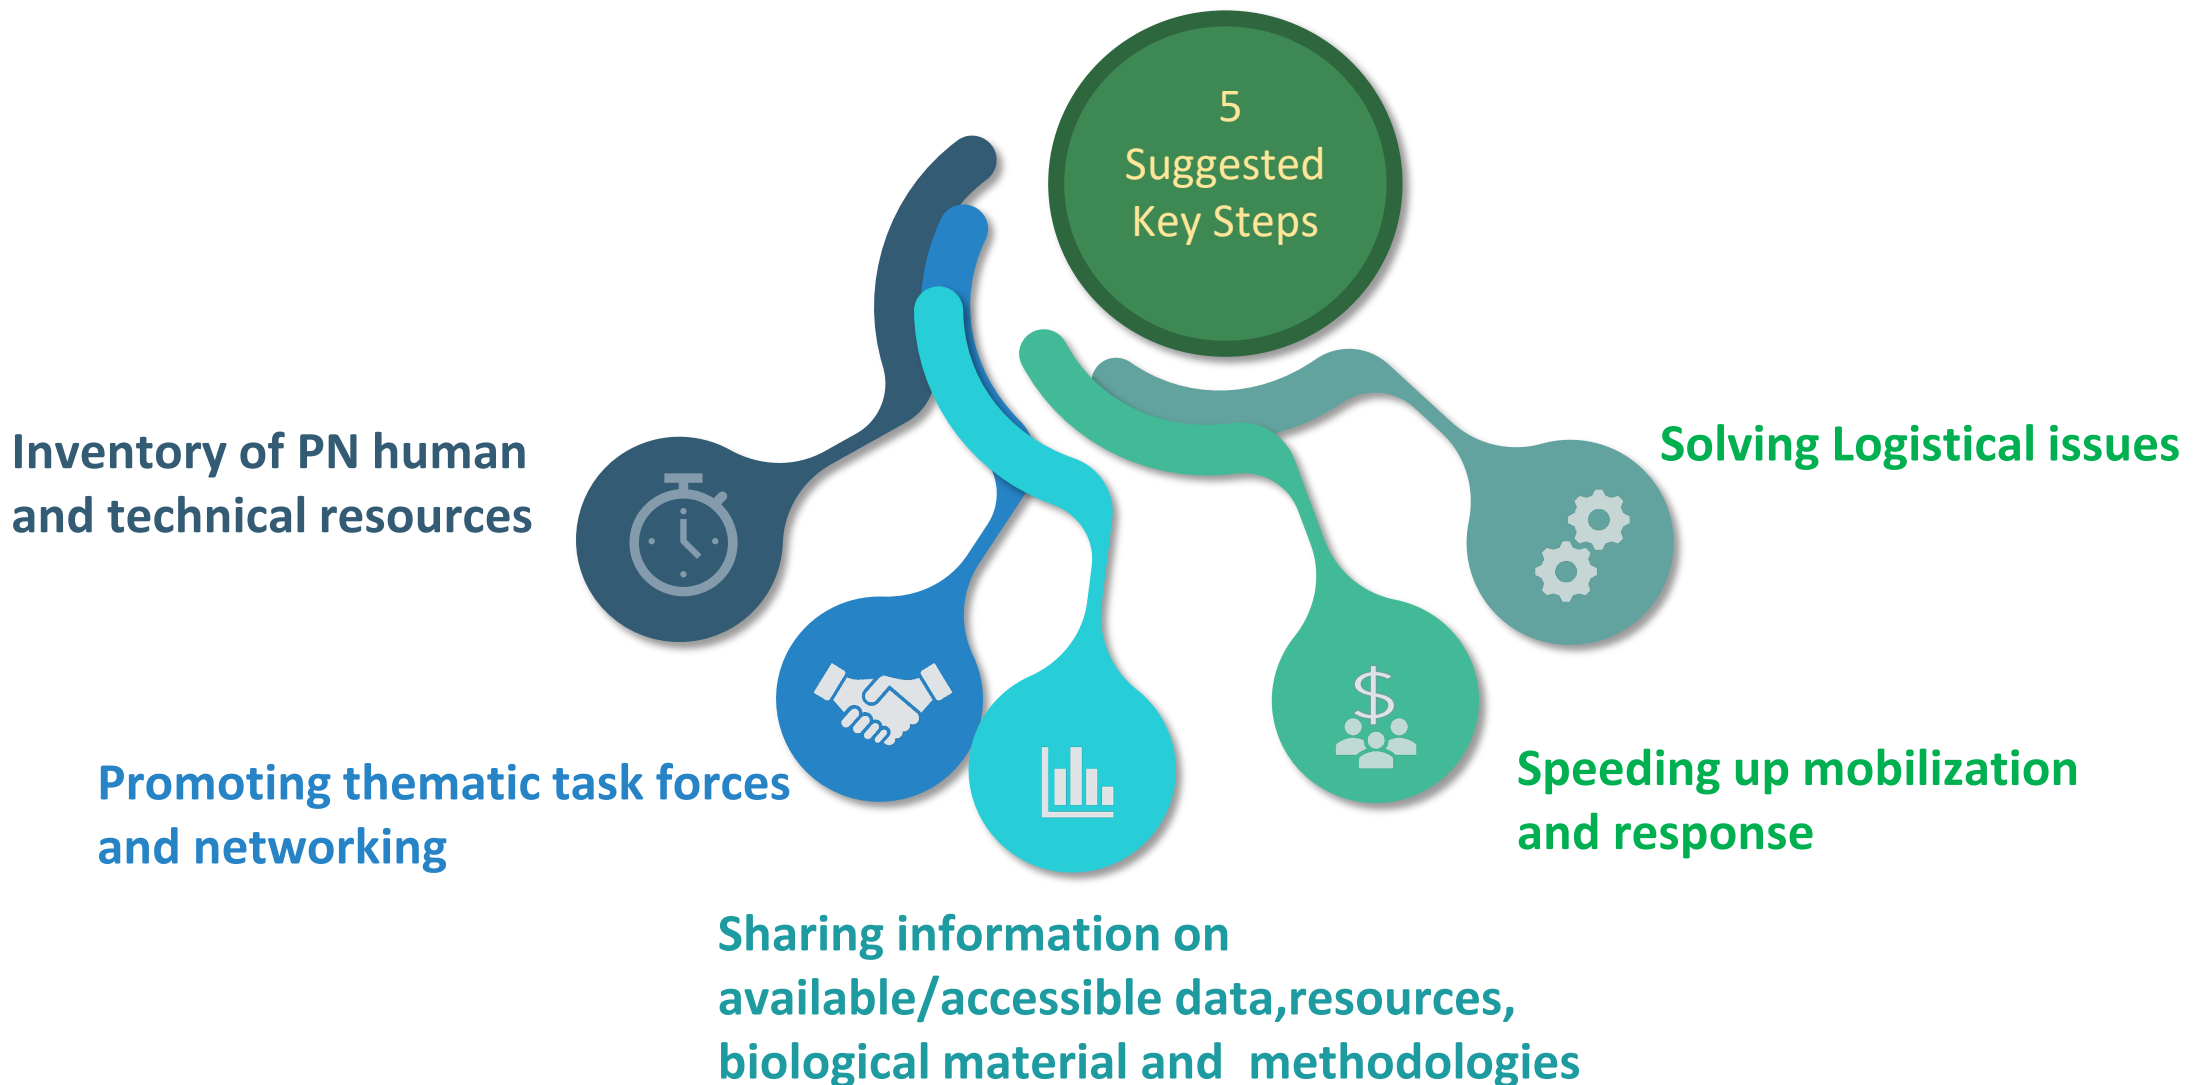 5
Suggested
Key Steps
Inventory of PN human
and technical resources
Promoting thematic task forces
and networking
Sharing information on
available/accessible data,resources,
biological material and  methodologies
Speeding up mobilization
and response
Solving Logistical issues
$